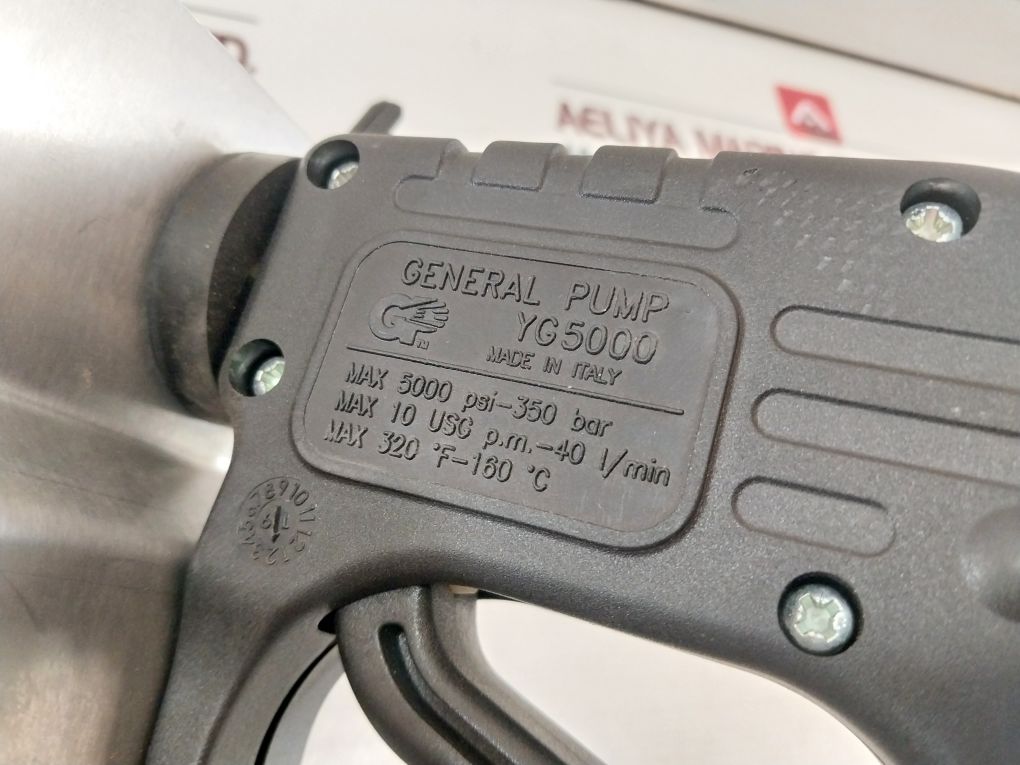 D.
AELIYA
GENERAL PUMP
GP
YG5000
MADE IN ITALY
MAX 5000 psi-350 bar
MAX 10 USG p.m.-40 l/min
MAX 320 °F-160 °C